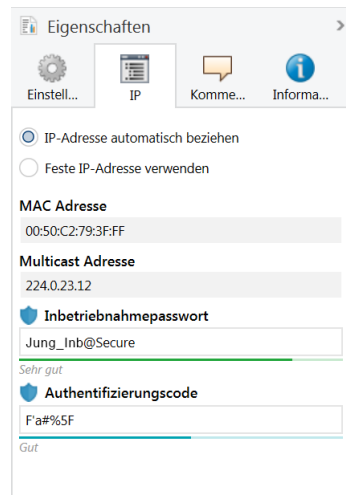 Eigenschaften
Einstell... IP Komme... Informa...
IP-Adresse automatisch beziehen
Feste IP-Adresse verwenden
MAC Adresse
00:50:C2:79:3F:FF
Multicast Adresse
224.0.23.12
Inbetriebnahmepasswort
Jung_Inb@Secure
Sehr gut
Authentifizierungscode
F'a#%5F
Gut